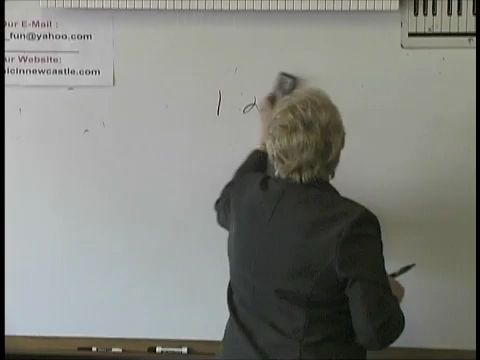 ur E-Mail :
_fun@yahoo.com
ur Website:
icinnewcastle.com
1 2